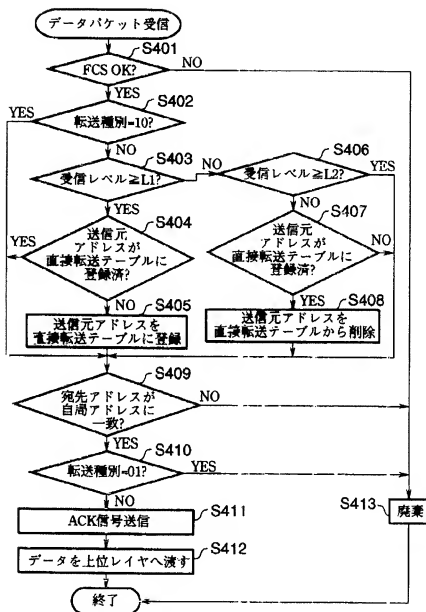 データパケット受信
S401
FCS OK?
NO
YES
S402
YES
転送種別=10?
NO
S403
受信レベル≧L1?
NO
S406
受信レベル≧L2?
YES
YES
S404
送信元
アドレスが
直接転送テーブルに
登録済?
YES
NO
S405
送信元アドレスを
直接転送テーブルに登録
NO
S407
送信元
アドレスが
直接転送テーブルに
登録済?
NO
YES
S408
送信元アドレスを
直接転送テーブルから削除
S409
宛先アドレスが
自局アドレスに
一致?
NO
YES
S410
転送種別=01?
YES
NO
S411
ACK信号送信
S412
データを上位レイヤへ渡す
S413
廃棄
終了